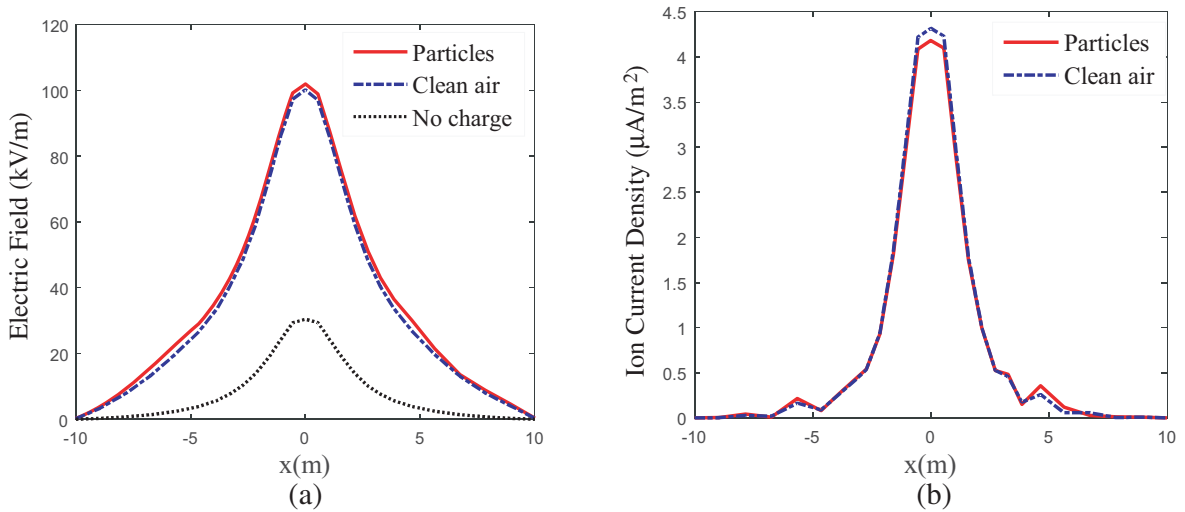 120
100
80
60
40
20
0
-10
-5
0
5
10
Electric Field (kV/m)
x(m)
Particles
Clean air
No charge
(a)
4.5
4
3.5
3
2.5
2
1.5
1
0.5
0
-10
-5
0
5
10
Ion Current Density (μA/m²)
x(m)
Particles
Clean air
(b)